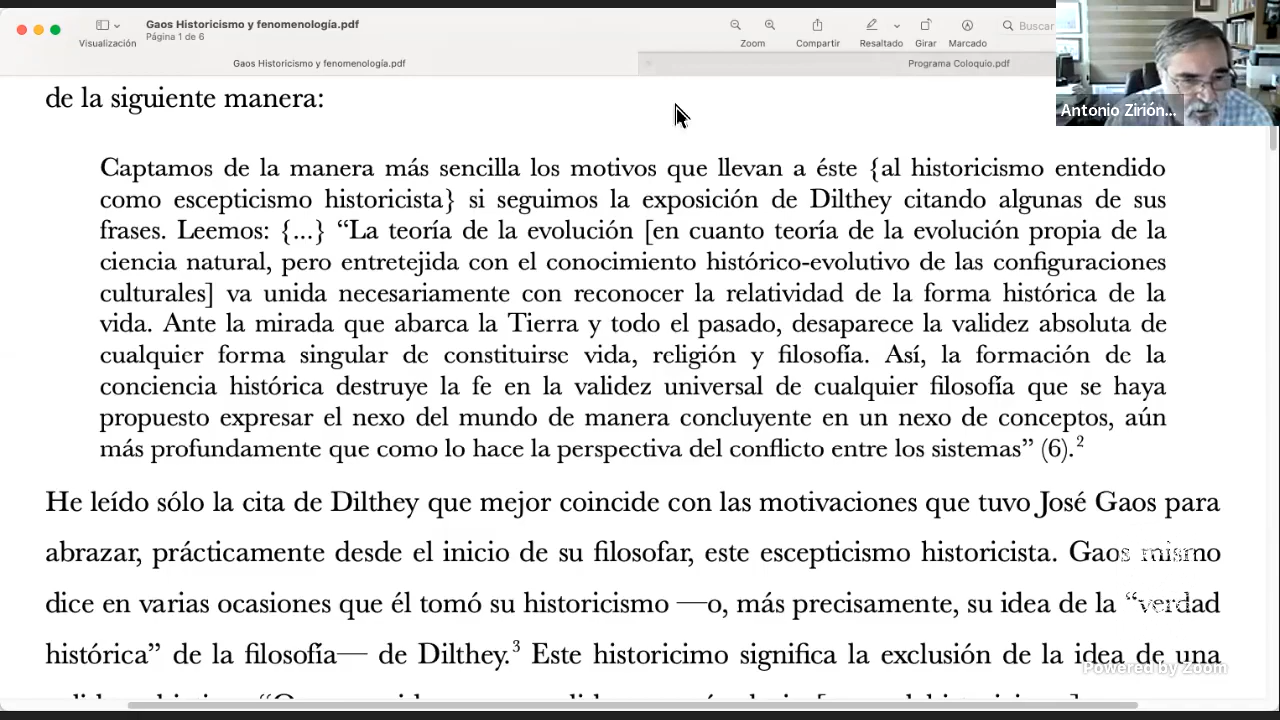 Gaos Historicismo y fenomenología.pdf
Página 1 de 6
Visualización
Zoom
Compartir
Resaltado
Girar
Marcado
Buscar
Gaos Historicismo y fenomenología.pdf
Programa Coloquio.pdf
Antonio Zirión...
de la siguiente manera:
Captamos de la manera más sencilla los motivos que llevan a éste {al historicismo entendido
como escepticismo historicista} si seguimos la exposición de Dilthey citando algunas de sus
frases. Leemos: {...} “La teoría de la evolución [en cuanto teoría de la evolución propia de la
ciencia natural, pero entretejida con el conocimiento histórico-evolutivo de las configuraciones
culturales] va unida necesariamente con reconocer la relatividad de la forma histórica de la
vida. Ante la mirada que abarca la Tierra y todo el pasado, desaparece la validez absoluta de
cualquier forma singular de constituirse vida, religión y filosofía. Así, la formación de la
conciencia histórica destruye la fe en la validez universal de cualquier filosofía que se haya
propuesto expresar el nexo del mundo de manera concluyente en un nexo de conceptos, aún
más profundamente que como lo hace la perspectiva del conflicto entre los sistemas” (6).²
He leído sólo la cita de Dilthey que mejor coincide con las motivaciones que tuvo José Gaos para
abrazar, prácticamente desde el inicio de su filosofar, este escepticismo historicista. Gaos mismo
dice en varias ocasiones que él tomó su historicismo —o, más precisamente, su idea de la “realidad
histórica” de la filosofía— de Dilthey.³ Este historicimo significa la exclusión de la idea de una
Powered by Zoom